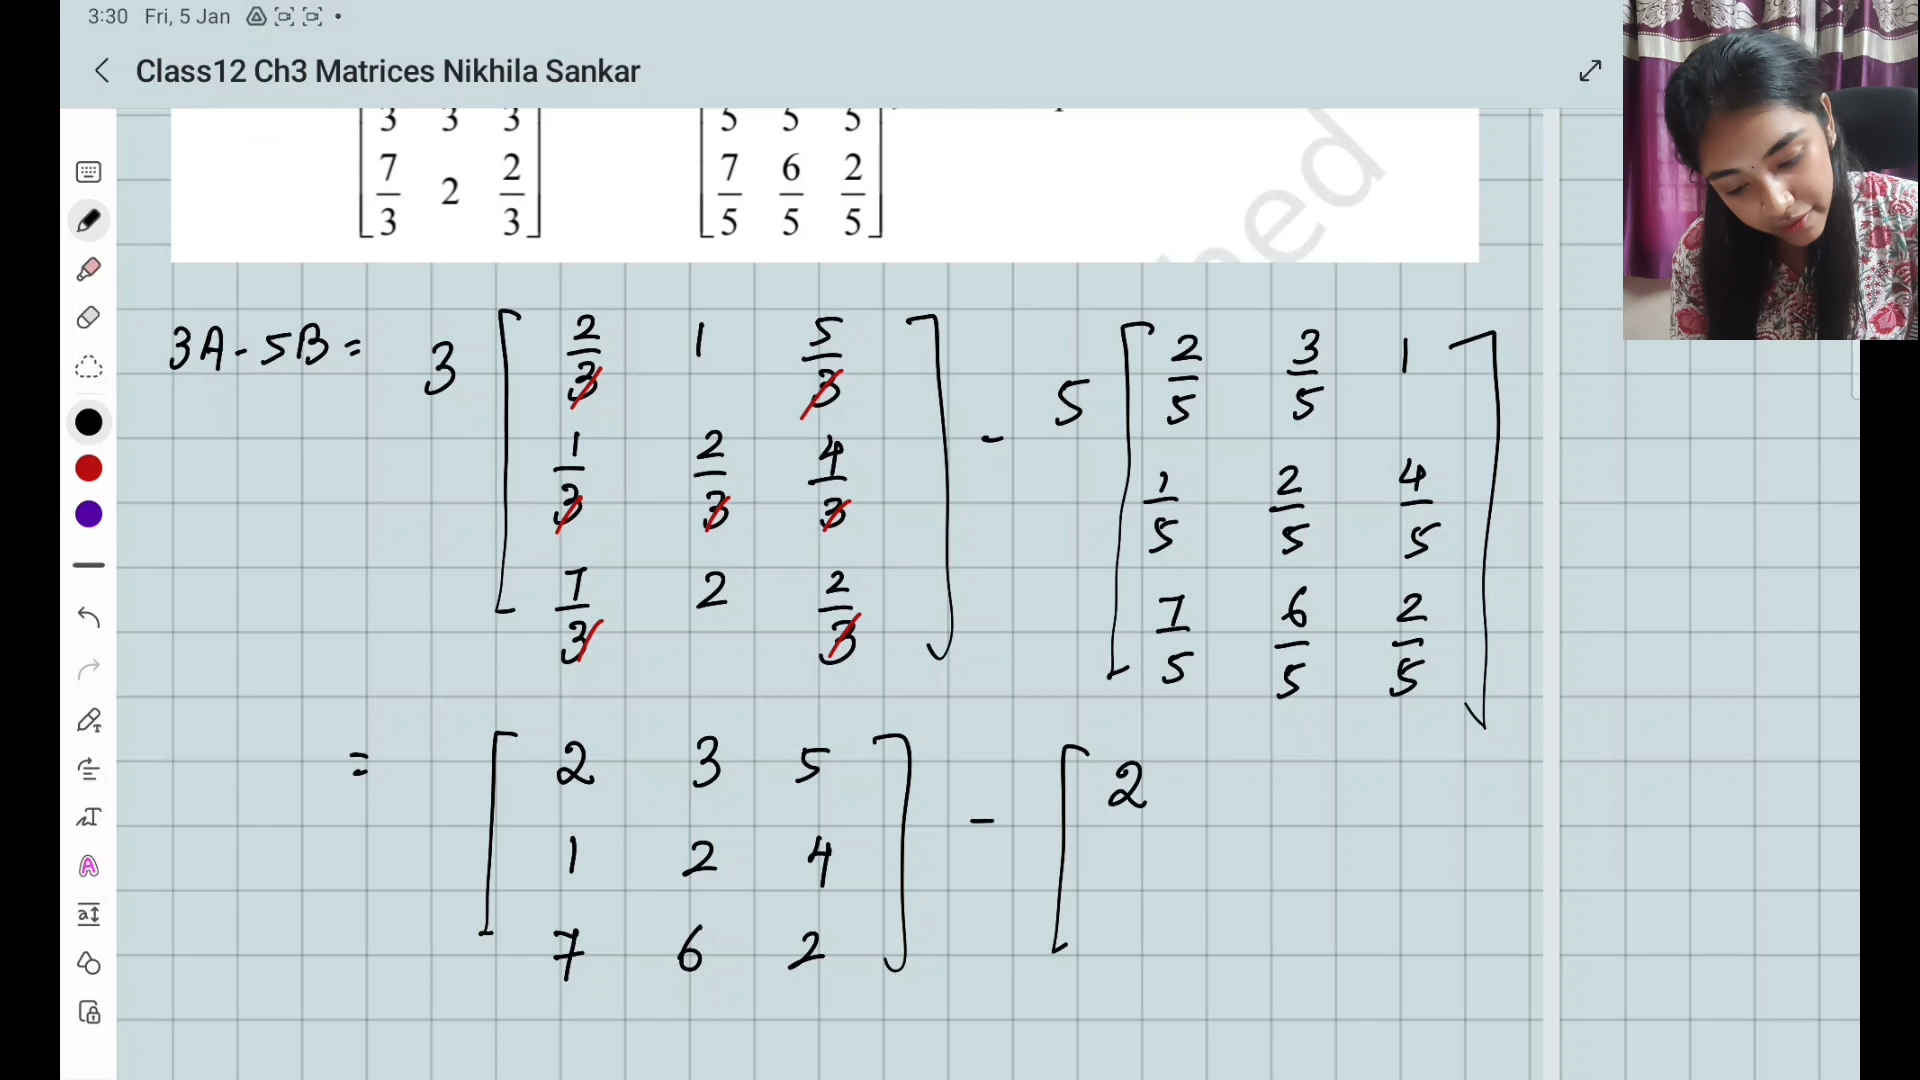 3:30 Fri, 5 Jan
Class12 Ch3 Matrices Nikhila Sankar
3 3 3 5 5 5
7/3 2 2/3 7/5 6/5 2/5
ned
3A - 5B = 3 [ 2/3 1 5/3 ] - 5 [ 2/5 3/5 1 ]
1/3 2/3 4/3 1/5 2/5 4/5
7/3 2 2/3 7/5 6/5 2/5
= [ 2 3 5 ] - [ 2
1 2 4
7 6 2